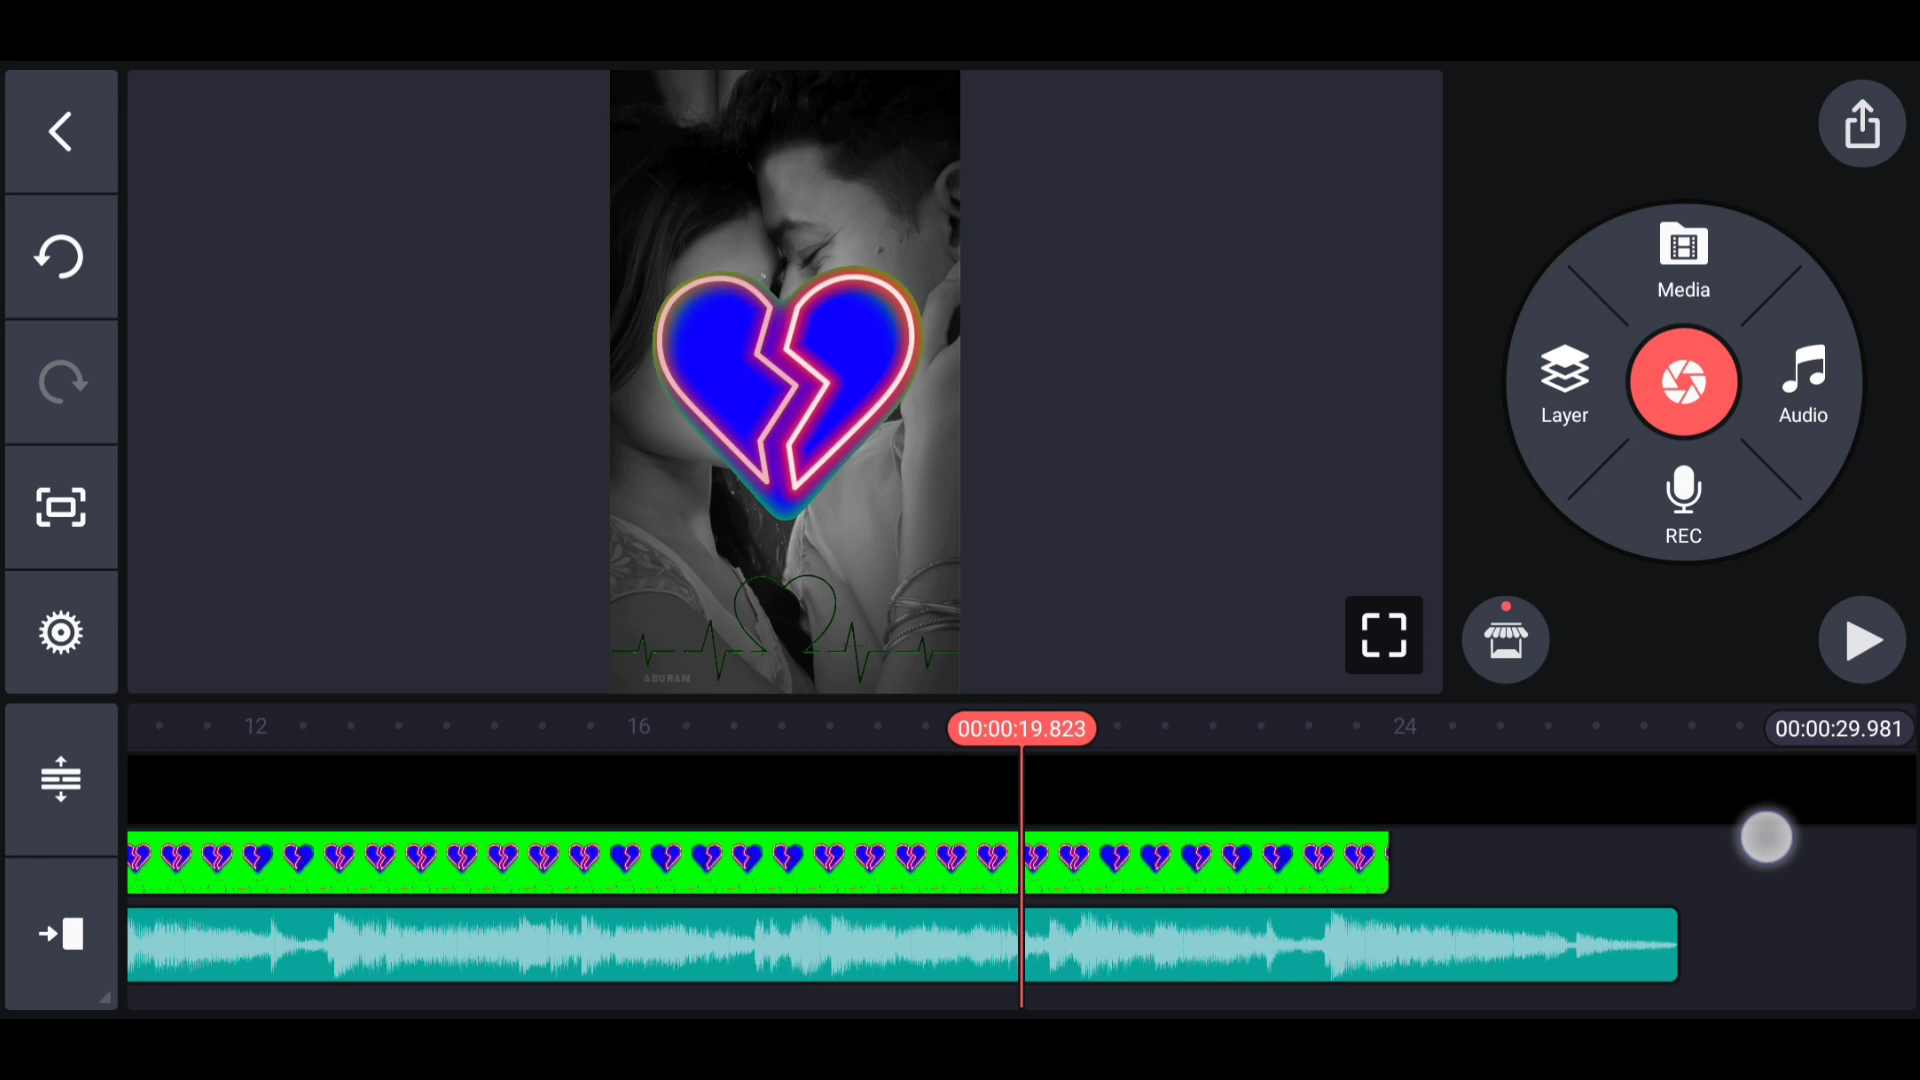 Media
Layer
Audio
REC
ASURAN
12
16
00:00:19.823
24
00:00:29.981